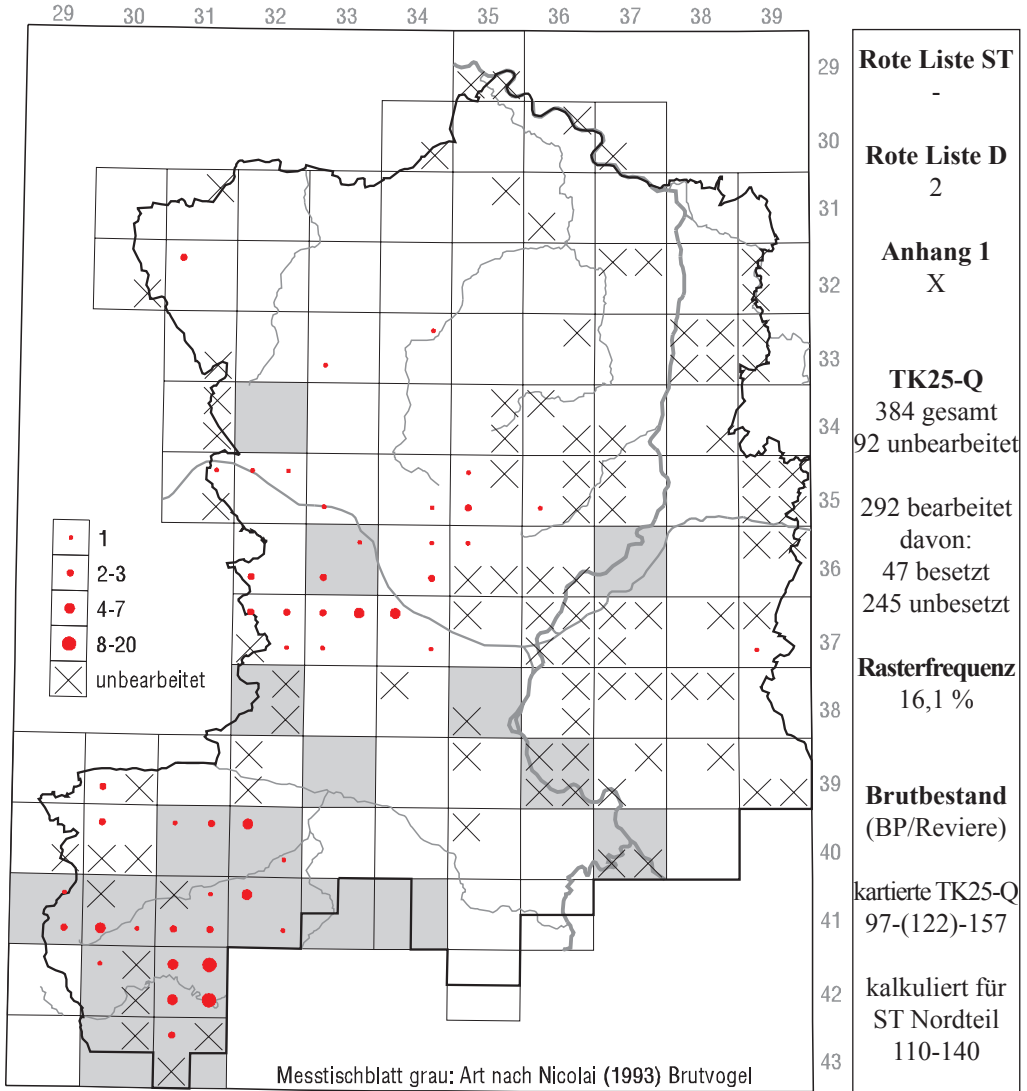 29 30 31 32 33 34 35 36 37 38 39
29
30
31
32
33
34
35
36
37
38
39
40
41
42
43
1
2-3
4-7
8-20
unbearbeitet
Messtischblatt grau: Art nach Nicolai (1993) Brutvogel
Rote Liste ST
-
Rote Liste D
2
Anhang 1
X
TK25-Q
384 gesamt
92 unbearbeitet
292 bearbeitet
davon:
47 besetzt
245 unbesetzt
Rasterfrequenz
16,1 %
Brutbestand
(BP/Reviere)
kartierte TK25-Q
97-(122)-157
kalkuliert für
ST Nordteil
110-140